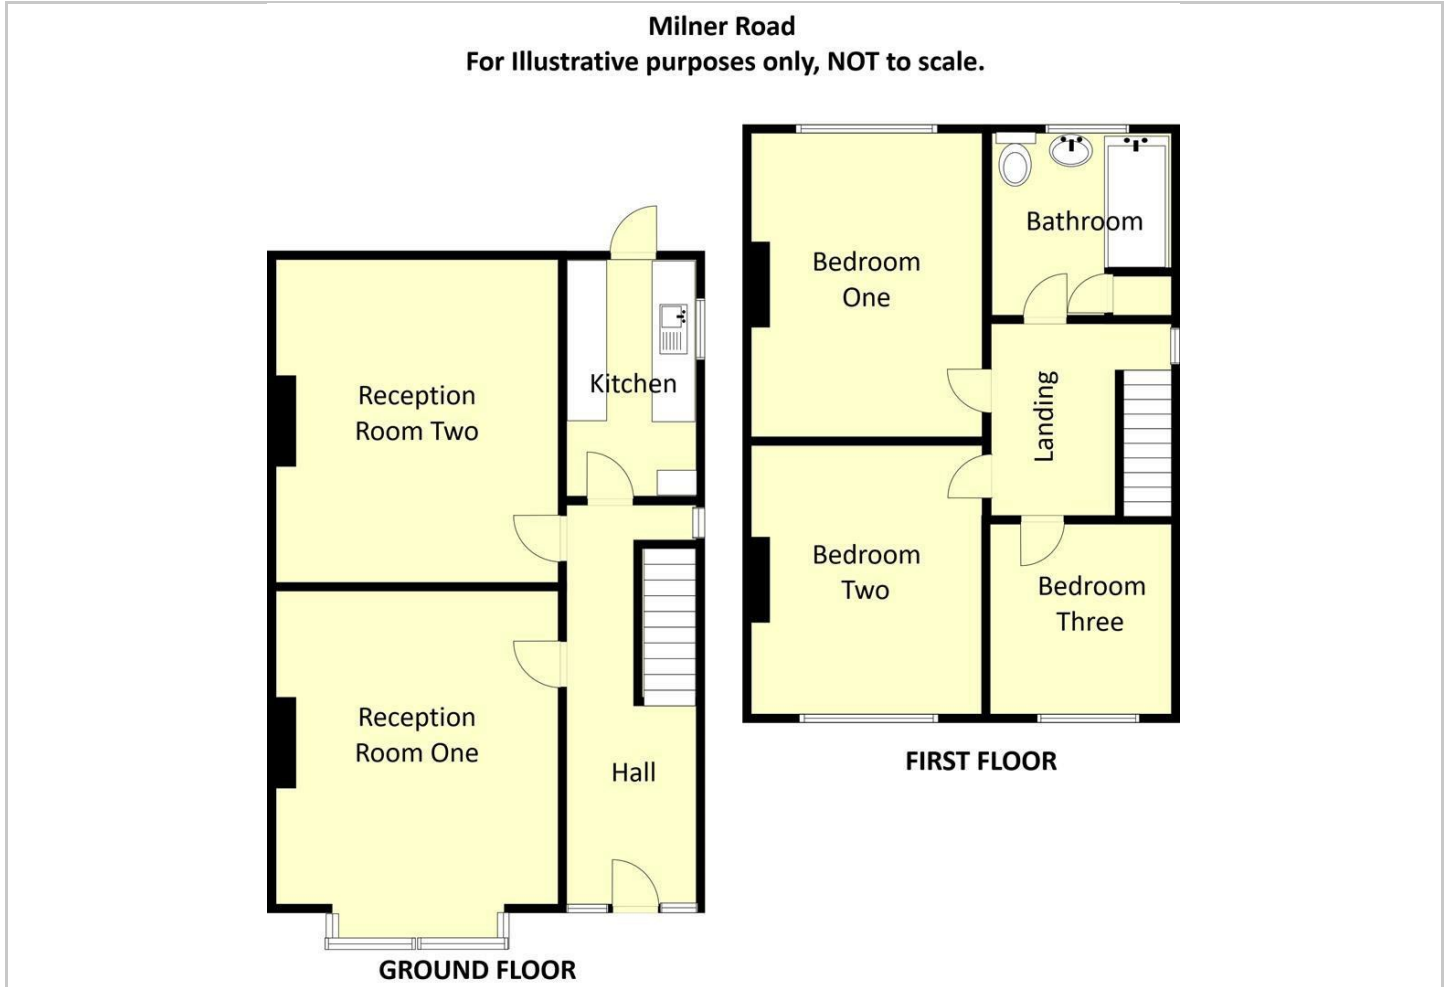 Milner Road
For Illustrative purposes only, NOT to scale.
Reception
Room Two
Kitchen
Reception
Room One
Hall
GROUND FLOOR
Bedroom
One
Bathroom
Landing
Bedroom
Two
Bedroom
Three
FIRST FLOOR